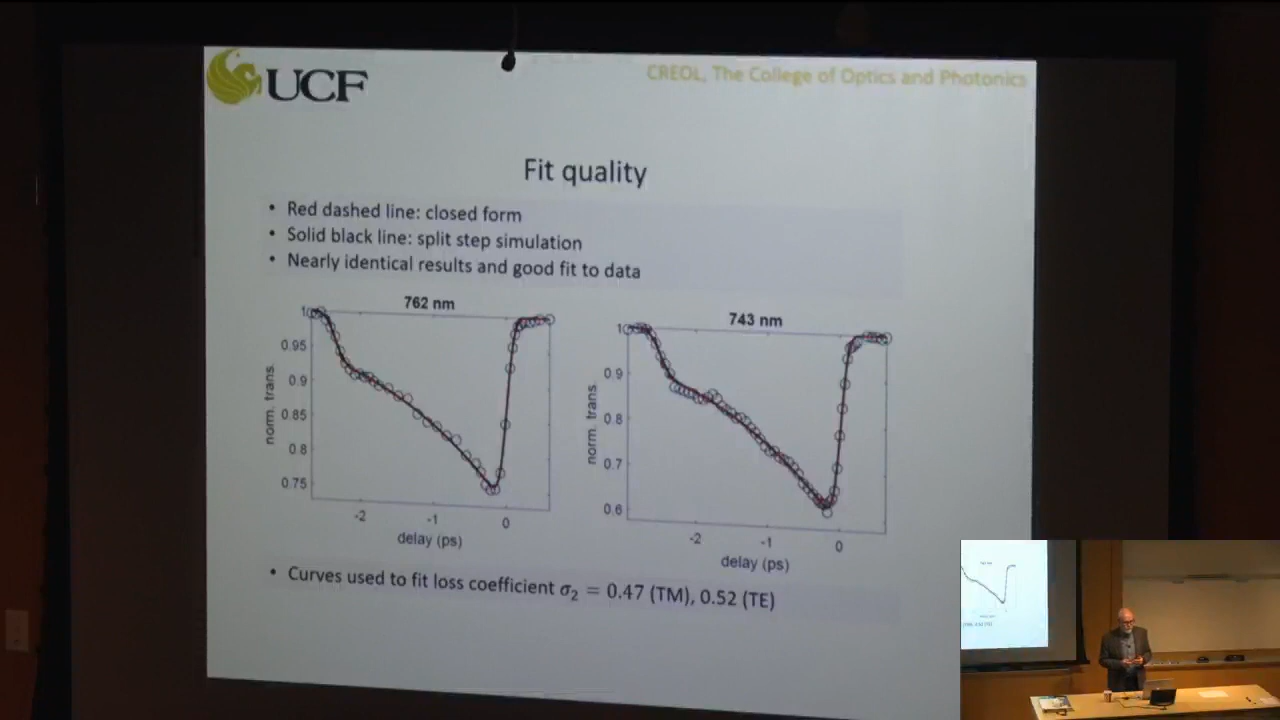 UCF
CREOL, The College of Optics and Photonics
Fit quality
• Red dashed line: closed form
• Solid black line: split step simulation
• Nearly identical results and good fit to data
762 nm
1
0.95
0.9
0.85
0.8
0.75
norm. trans.
-2 -1 0
delay (ps)
743 nm
1
0.9
0.8
0.7
0.6
norm. trans.
-2 -1 0
delay (ps)
• Curves used to fit loss coefficient σ₂ = 0.47 (TM), 0.52 (TE)